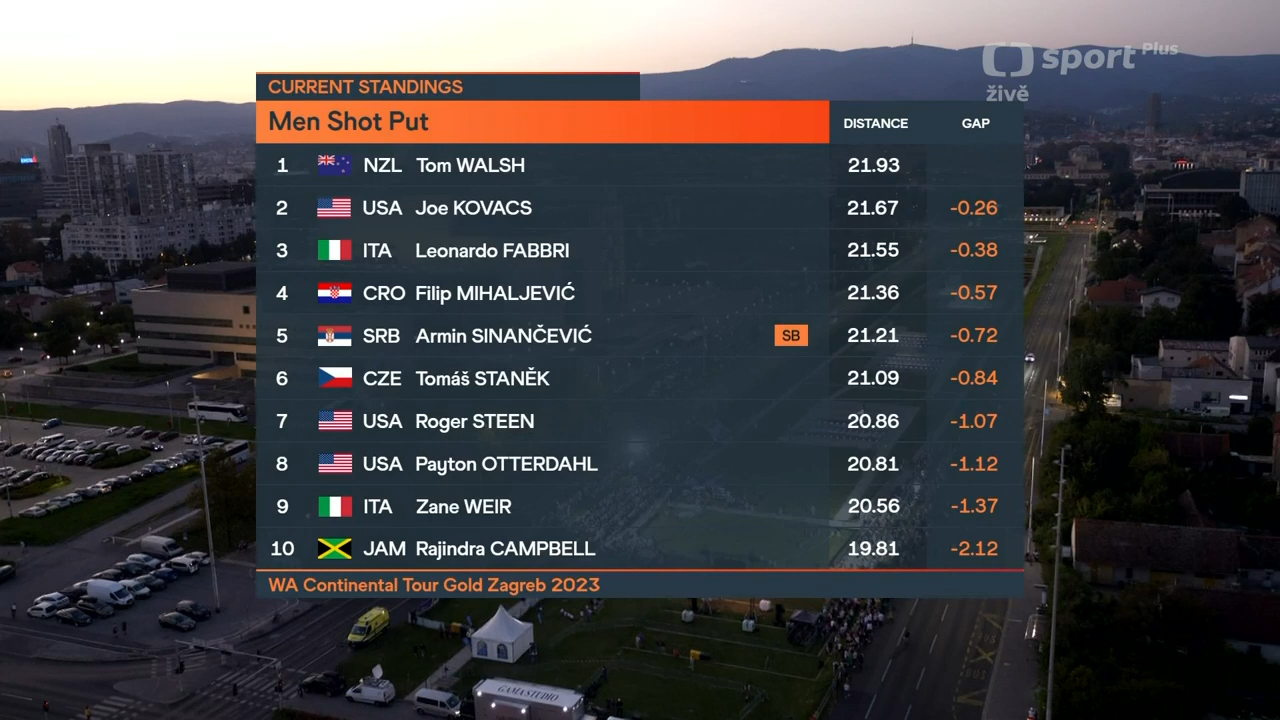 sport Plus
živě
CURRENT STANDINGS
Men Shot Put DISTANCE GAP
1 NZL Tom WALSH 21.93
2 USA Joe KOVACS 21.67 -0.26
3 ITA Leonardo FABBRI 21.55 -0.38
4 CRO Filip MIHALJEVIĆ 21.36 -0.57
5 SRB Armin SINANČEVIĆ SB 21.21 -0.72
6 CZE Tomáš STANĚK 21.09 -0.84
7 USA Roger STEEN 20.86 -1.07
8 USA Payton OTTERDAHL 20.81 -1.12
9 ITA Zane WEIR 20.56 -1.37
10 JAM Rajindra CAMPBELL 19.81 -2.12
WA Continental Tour Gold Zagreb 2023
GAMASTUDIO